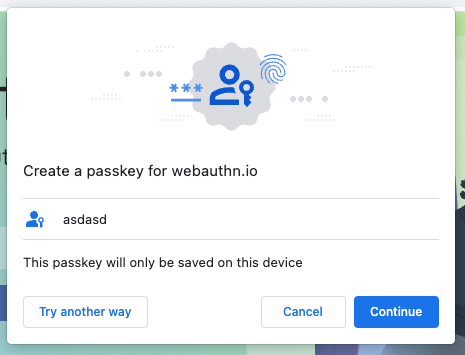 Create a passkey for webauthn.io
asdasd
This passkey will only be saved on this device
Try another way
Cancel
Continue